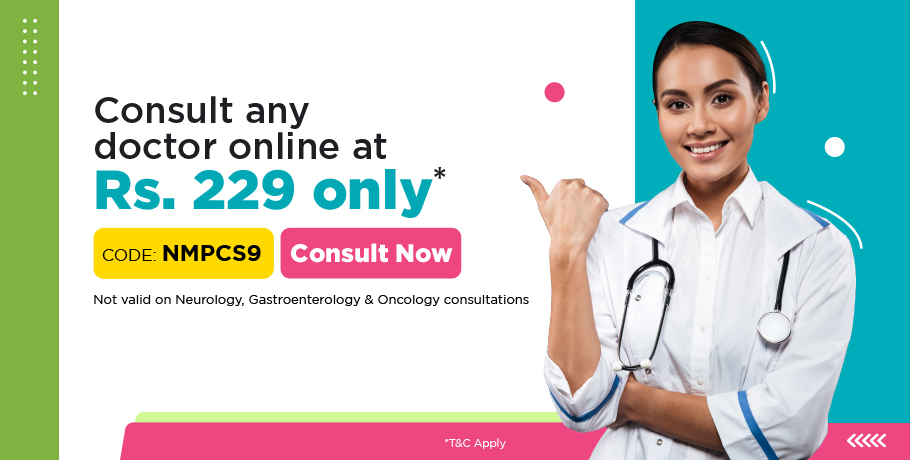 Consult any
doctor online at
Rs. 229 only*
CODE: NMPCS9
Consult Now
Not valid on Neurology, Gastroenterology & Oncology consultations
*T&C Apply